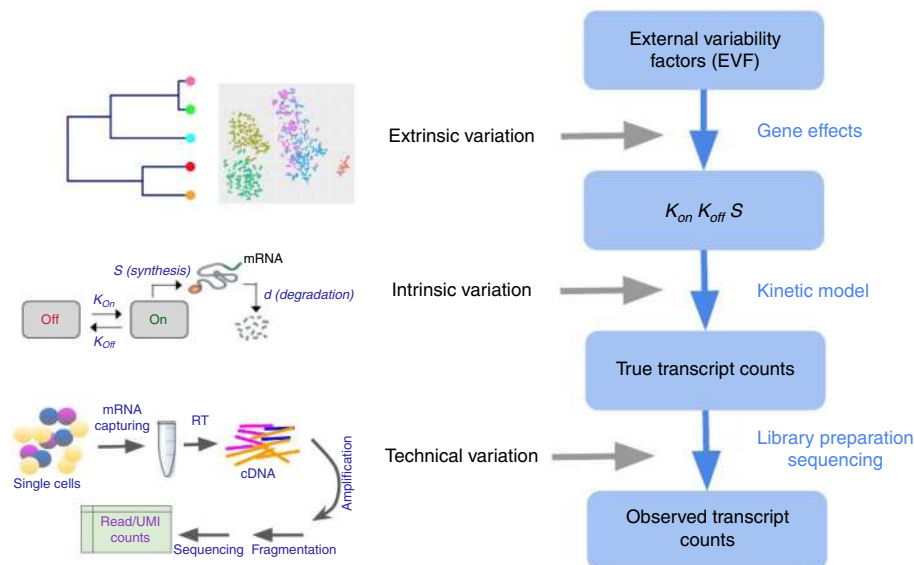 External variability
factors (EVF)
Extrinsic variation
Gene effects
K_on K_off S
S (synthesis)
mRNA
d (degradation)
K_On
Off
On
K_Off
Intrinsic variation
Kinetic model
True transcript counts
mRNA
capturing
RT
Single cells
cDNA
Amplification
Technical variation
Library preparation
sequencing
Read/UMI
counts
Sequencing
Fragmentation
Observed transcript
counts